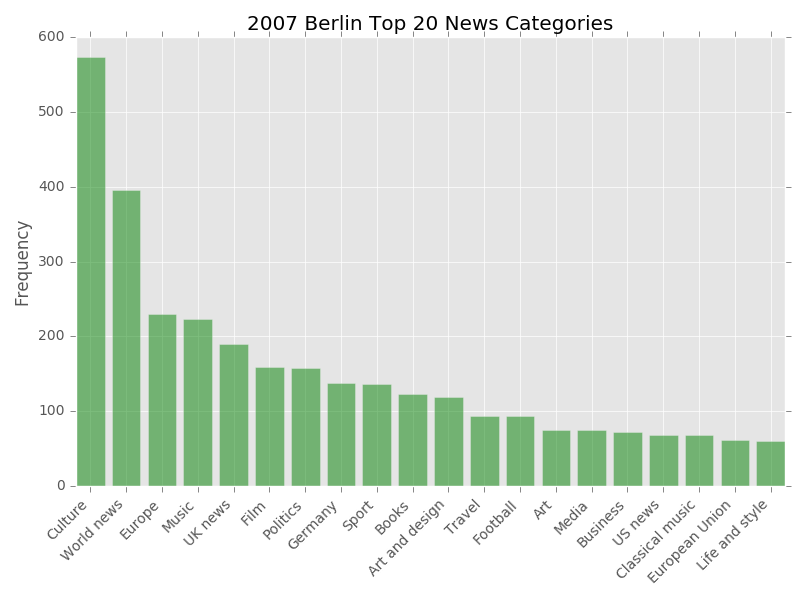 2007 Berlin Top 20 News Categories
600
500
400
300
200
100
0
Frequency
Culture
World news
Europe
Music
UK news
Film
Politics
Germany
Sport
Books
Art and design
Travel
Football
Art
Media
Business
US news
Classical music
European Union
Life and style